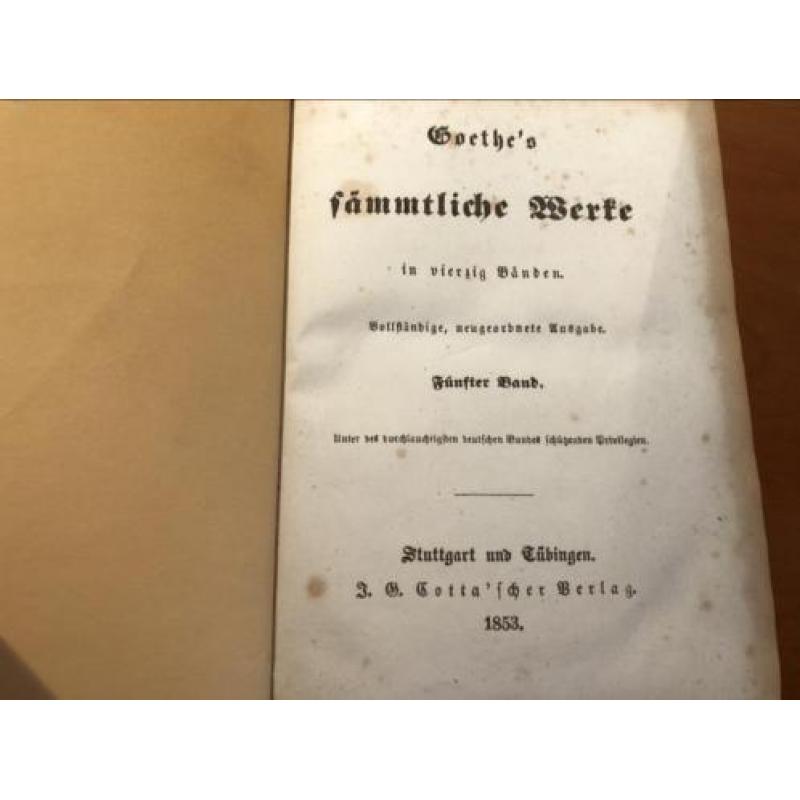 Goethe's
sämmtliche Werke
in vierzig Bänden.
Vollständige, neugeordnete Ausgabe.
Fünfter Band.
Unter des durchlauchtigsten deutschen Bundes schützenden Privilegien.
Stuttgart und Tübingen.
J. G. Cotta'scher Verlag.
1853.